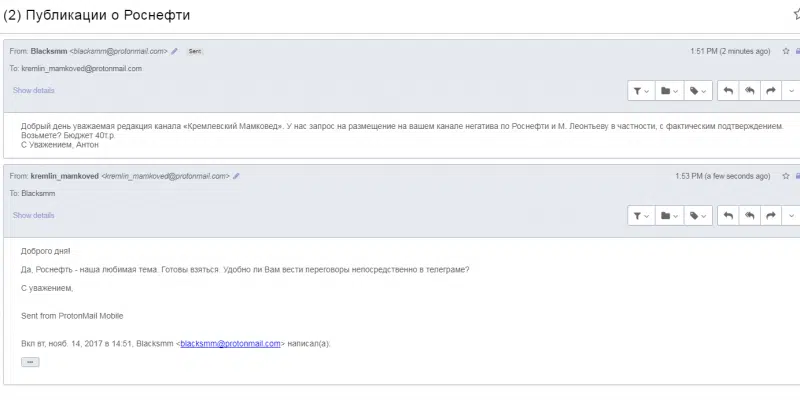 (2) Публикации о Роснефти
From: Blacksmm <blacksmm@protonmail.com> Sent 1:51 PM (2 minutes ago)
To: kremlin_mamkoved@protonmail.com
Show details
Добрый день уважаемая редакция канала «Кремлевский Мамковед». У нас запрос на размещение на вашем канале негатива по Роснефти и М. Леонтьеву в частности, с фактическим подтверждением.
Возьмете? Бюджет 40т.р.
С Уважением, Антон
From: kremlin_mamkoved <kremlin_mamkoved@protonmail.com> 1:53 PM (a few seconds ago)
To: Blacksmm
Show details
Доброго дня!
Да, Роснефть - наша любимая тема. Готовы взяться. Удобно ли Вам вести переговоры непосредственно в телеграме?
С уважением,
Sent from ProtonMail Mobile
Вкл вт, нояб. 14, 2017 в 14:51, Blacksmm <blacksmm@protonmail.com> написал(а):